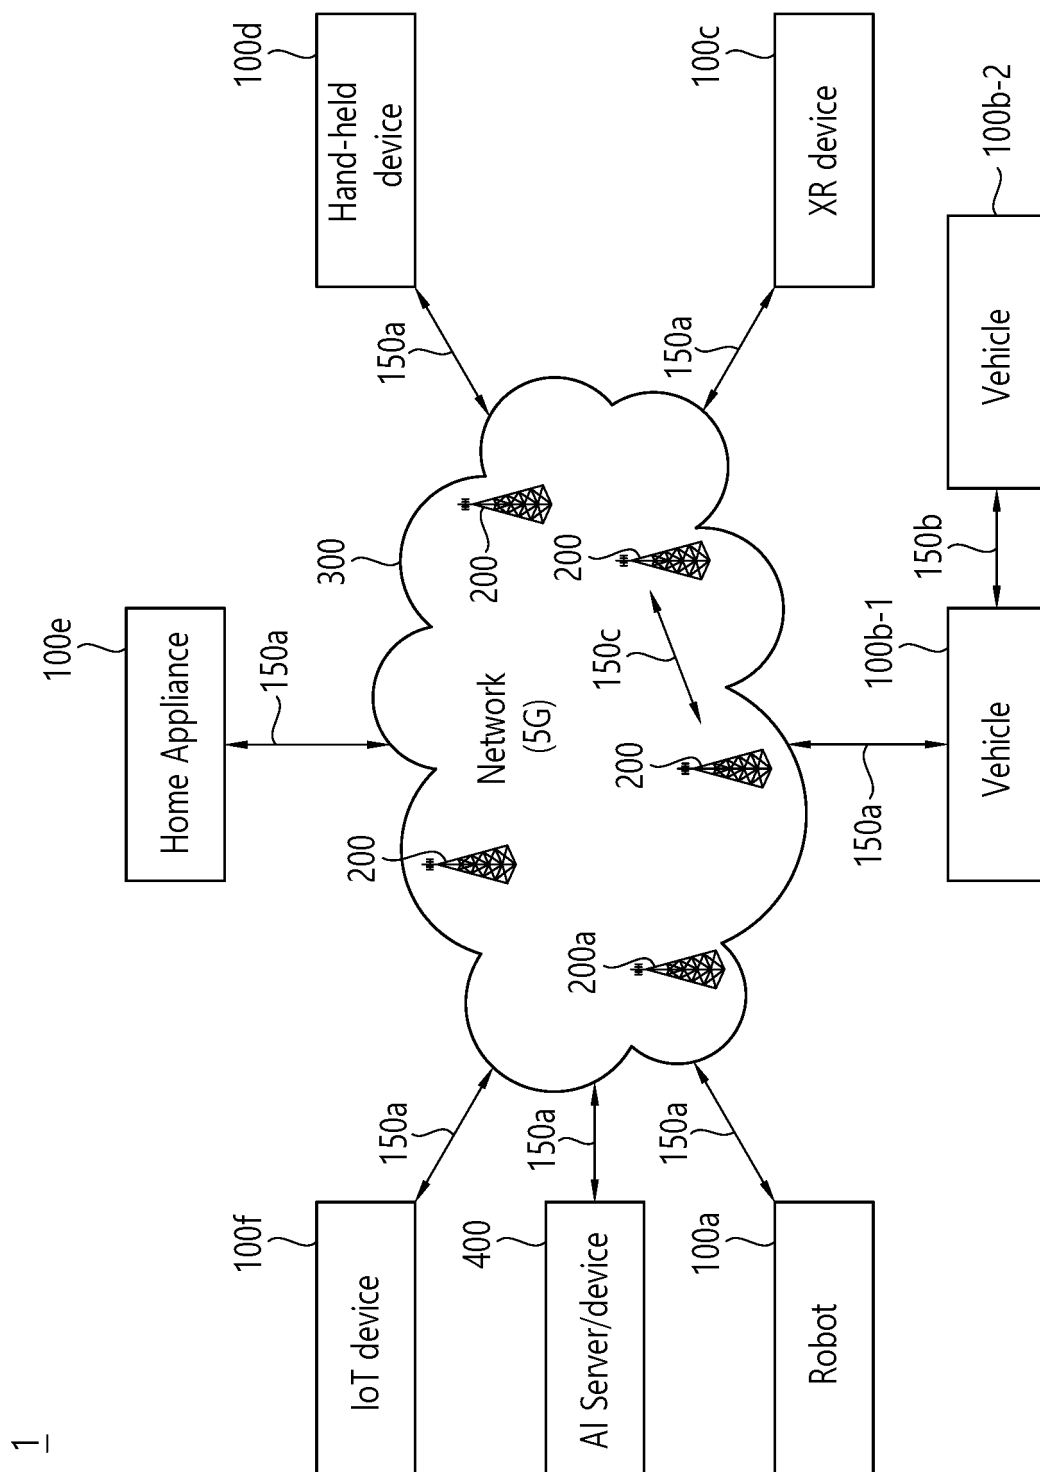 1
100e
Home Appliance
100f
150a
100d
IoT device
300
Hand-held
device
200
150a
150a
400
Network
(5G)
200
150a
200
AI Server/device
200a
150c
200
150a
150a
100a
100c
Robot
XR device
150a
100b-1
150b
Vehicle
Vehicle
100b-2